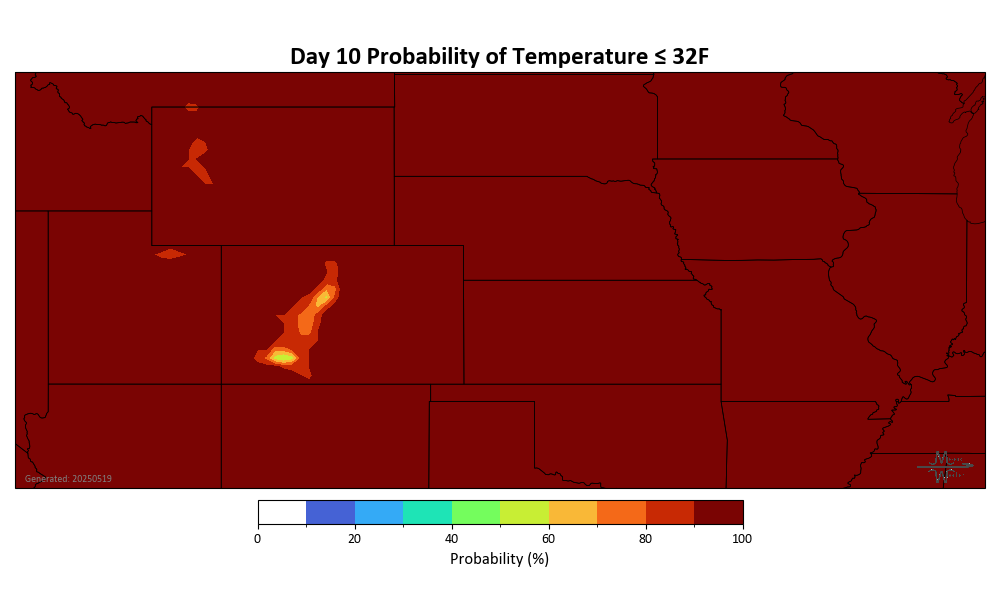 Day 10 Probability of Temperature ≤ 32F
Generated: 20250519
0 20 40 60 80 100
Probability (%)